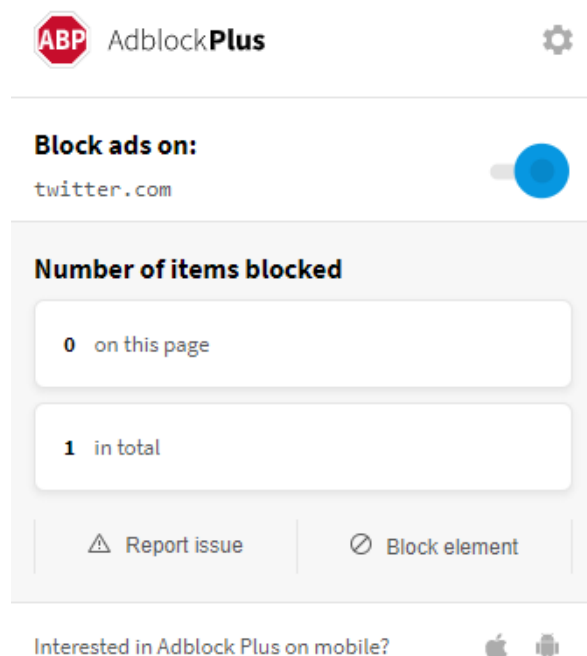 ABP AdblockPlus
Block ads on:
twitter.com
Number of items blocked
0 on this page
1 in total
Report issue Block element
Interested in Adblock Plus on mobile?